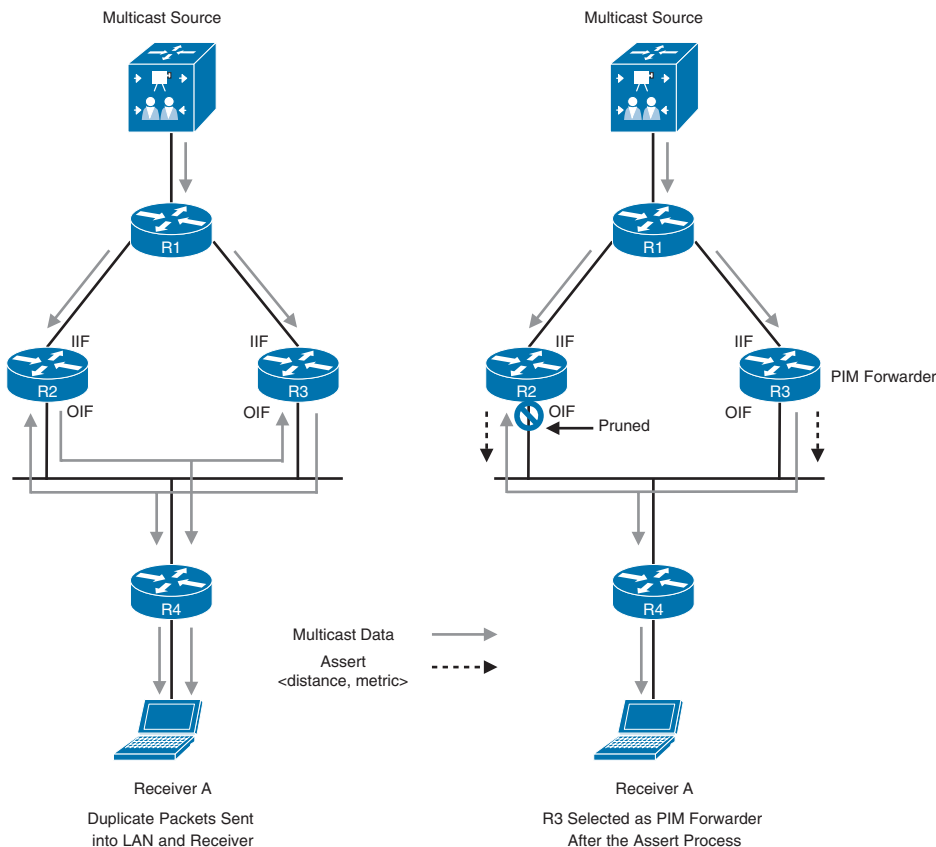 Multicast Source
R1
IIF
IIF
R2
R3
OIF
OIF
R4
Receiver A
Duplicate Packets Sent
into LAN and Receiver
Multicast Data
Assert
<distance, metric>
Multicast Source
R1
IIF
IIF
R2
R3
PIM Forwarder
OIF
OIF
Pruned
R4
Receiver A
R3 Selected as PIM Forwarder
After the Assert Process